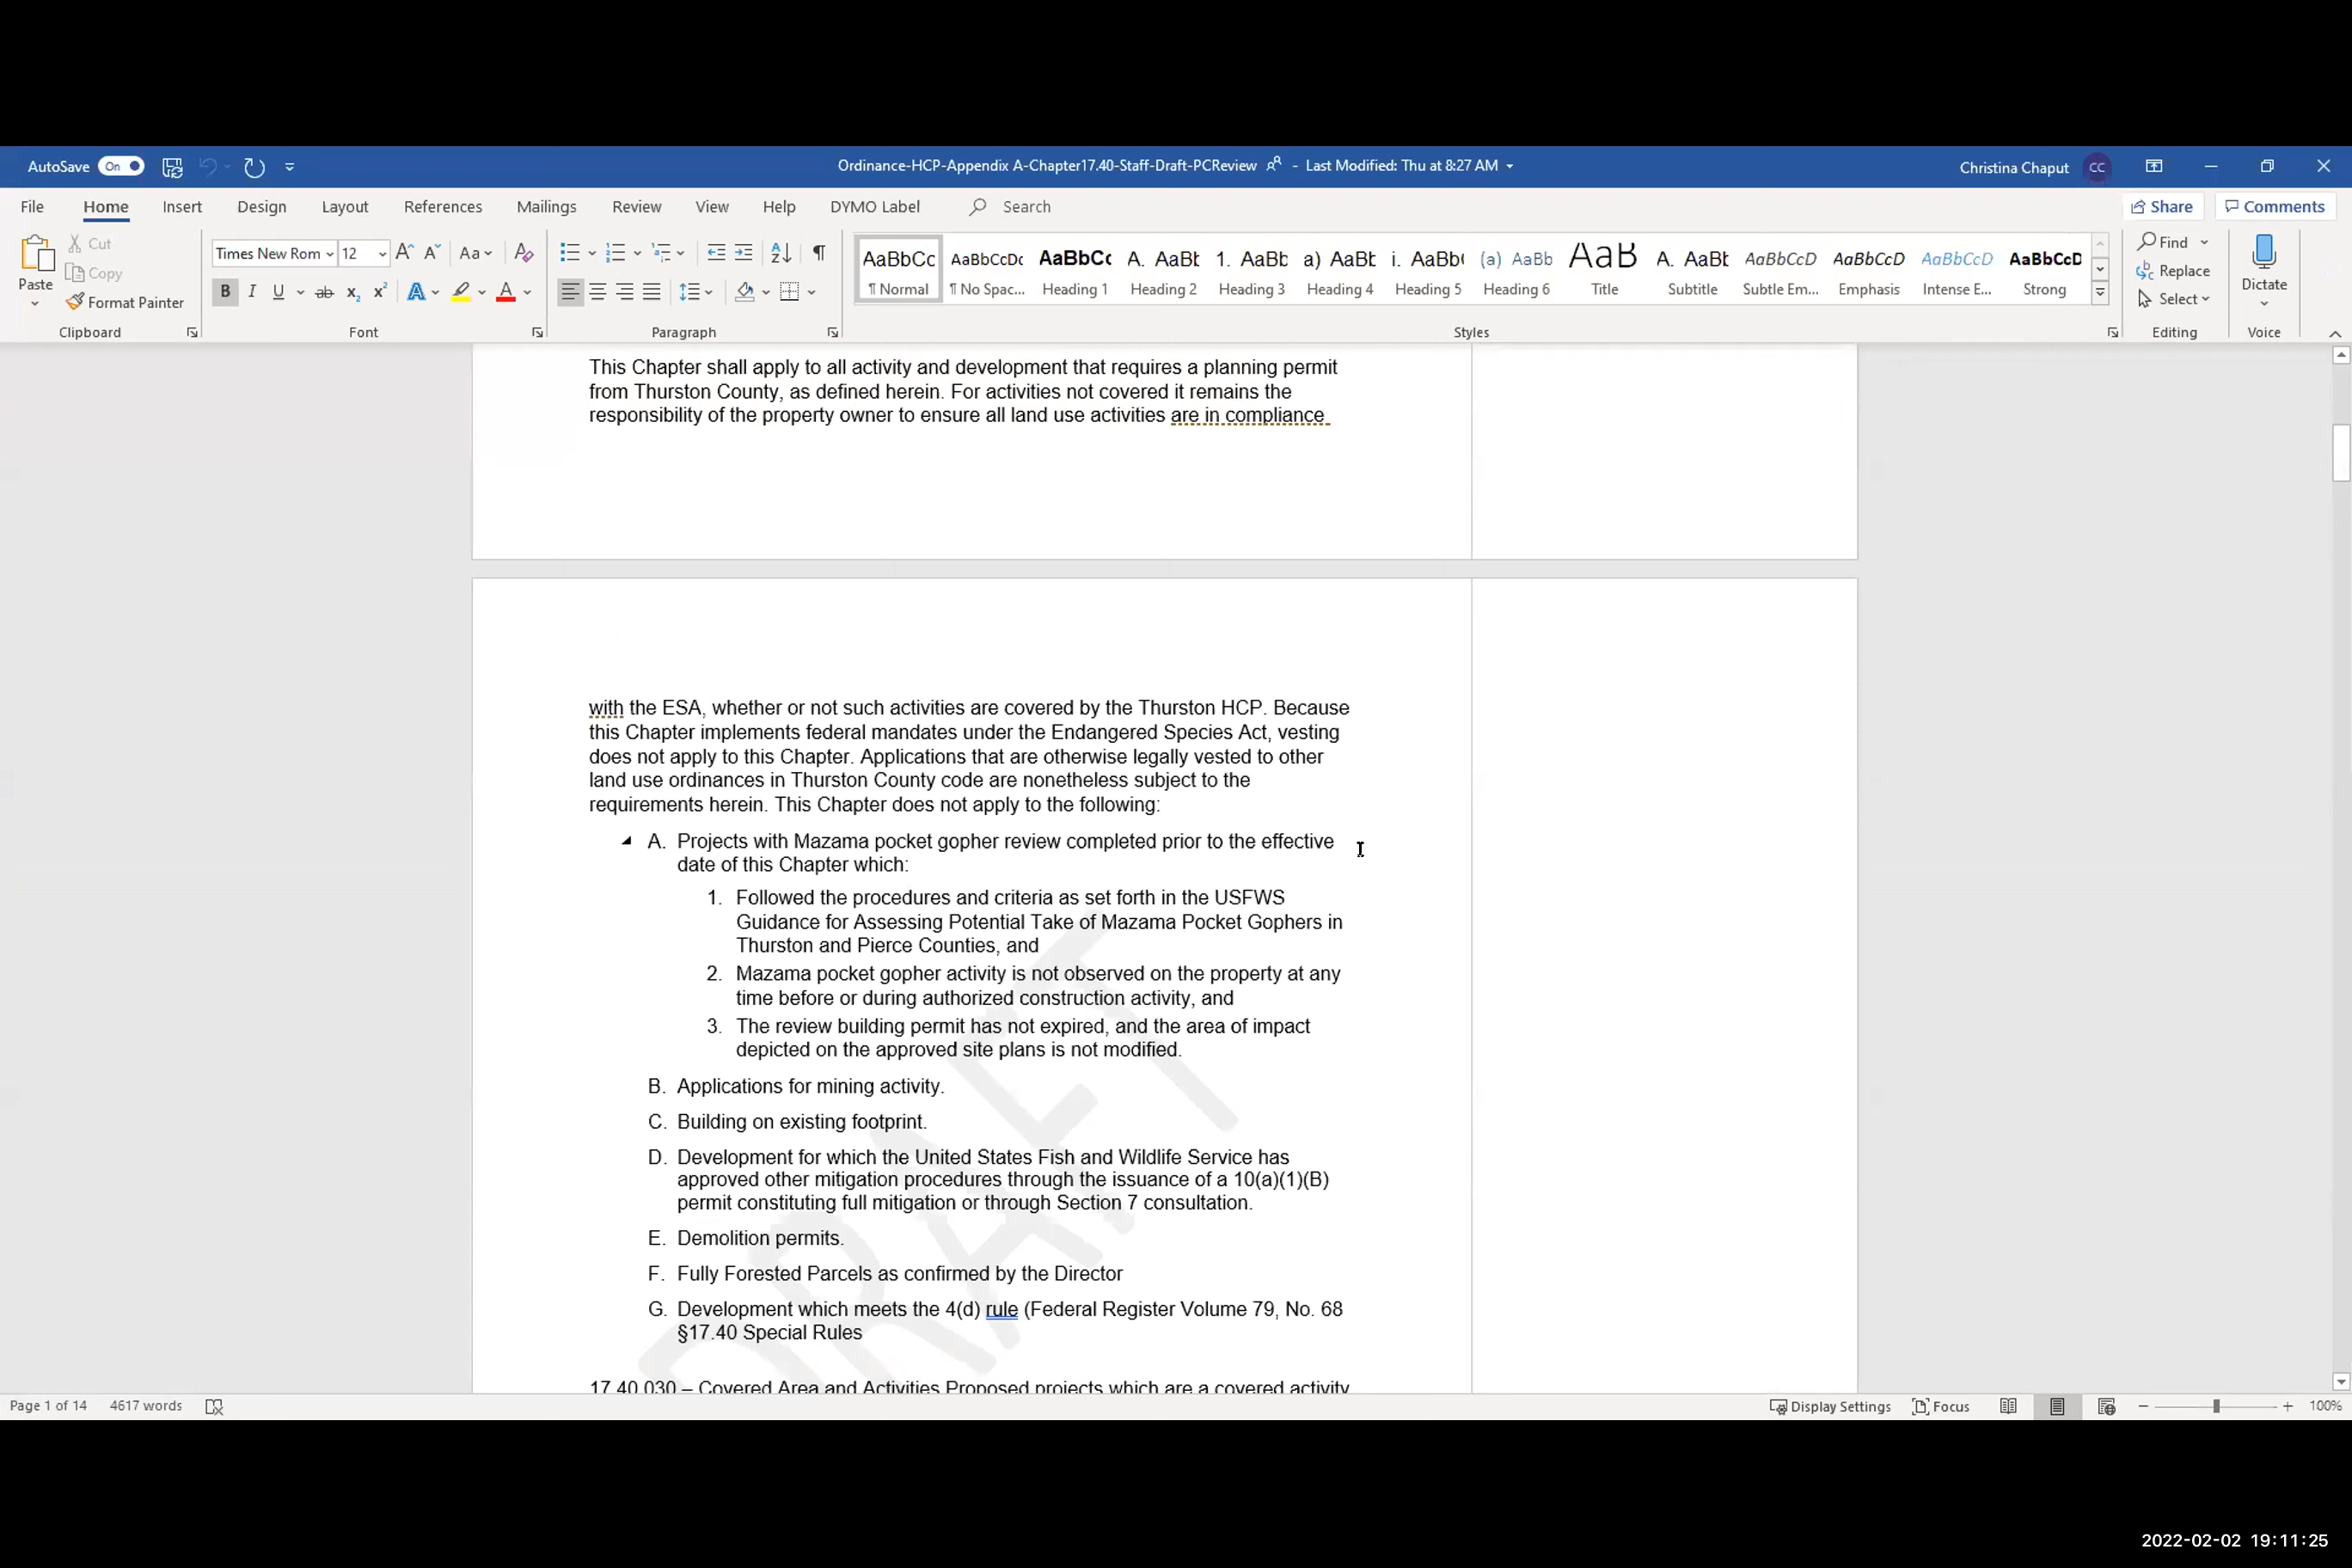 AutoSave On Ordinance-HCP-Appendix A-Chapter17.40-Staff-Draft-PCReview - Last Modified: Thu at 8:27 AM Christina Chaput CC
File Home Insert Design Layout References Mailings Review View Help DYMO Label Search Share Comments
Paste
Cut
Copy
Format Painter
Clipboard
Times New Rom 12
Font
Paragraph
AaBbCc AaBbCcDc AaBbCc A. AaBb 1. AaBb a) AaBb i. AaBb (a) AaBb AaB A. AaBb AaBbCcD AaBbCcD AaBbCcD AaBbCcD
¶ Normal ¶ No Spac... Heading 1 Heading 2 Heading 3 Heading 4 Heading 5 Heading 6 Title Subtitle Subtle Em... Emphasis Intense E... Strong
Styles
Find
Replace
Select
Editing
Dictate
Voice
This Chapter shall apply to all activity and development that requires a planning permit
from Thurston County, as defined herein. For activities not covered it remains the
responsibility of the property owner to ensure all land use activities are in compliance
with the ESA, whether or not such activities are covered by the Thurston HCP. Because
this Chapter implements federal mandates under the Endangered Species Act, vesting
does not apply to this Chapter. Applications that are otherwise legally vested to other
land use ordinances in Thurston County code are nonetheless subject to the
requirements herein. This Chapter does not apply to the following:
A. Projects with Mazama pocket gopher review completed prior to the effective
date of this Chapter which:
1. Followed the procedures and criteria as set forth in the USFWS
Guidance for Assessing Potential Take of Mazama Pocket Gophers in
Thurston and Pierce Counties, and
2. Mazama pocket gopher activity is not observed on the property at any
time before or during authorized construction activity, and
3. The review building permit has not expired, and the area of impact
depicted on the approved site plans is not modified.
B. Applications for mining activity.
C. Building on existing footprint.
D. Development for which the United States Fish and Wildlife Service has
approved other mitigation procedures through the issuance of a 10(a)(1)(B)
permit constituting full mitigation or through Section 7 consultation.
E. Demolition permits.
F. Fully Forested Parcels as confirmed by the Director
G. Development which meets the 4(d) rule (Federal Register Volume 79, No. 68
§17.40 Special Rules
17.40.030 – Covered Area and Activities Proposed projects which are a covered activity
DRAFT
Page 1 of 14 4617 words Display Settings Focus 100%
2022-02-02 19:11:25